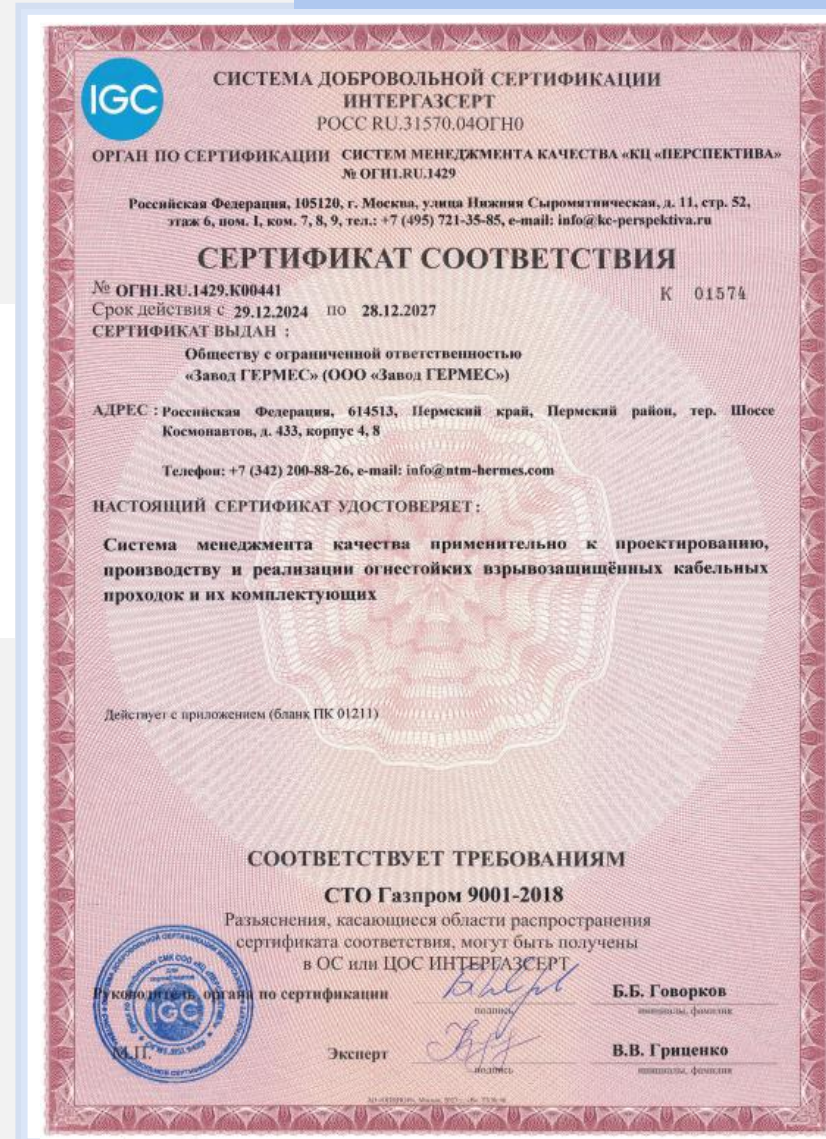 IGC
СИСТЕМА ДОБРОВОЛЬНОЙ СЕРТИФИКАЦИИ
ИНТЕРГАЗСЕРТ
РОСС RU.31570.04ОГН0
ОРГАН ПО СЕРТИФИКАЦИИ СИСТЕМ МЕНЕДЖМЕНТА КАЧЕСТВА «КЦ «ПЕРСПЕКТИВА»
№ ОГН1.RU.1429
Российская Федерация, 105120, г. Москва, улица Нижняя Сыромятническая, д. 11, стр. 52,
этаж 6, пом. I, ком. 7, 8, 9, тел.: +7 (495) 721-35-85, e-mail: info@kc-perspektiva.ru
СЕРТИФИКАТ СООТВЕТСТВИЯ
№ ОГН1.RU.1429.К00441
К 01574
Срок действия с 29.12.2024 по 28.12.2027
СЕРТИФИКАТ ВЫДАН :
Обществу с ограниченной ответственностью
«Завод ГЕРМЕС» (ООО «Завод ГЕРМЕС»)
АДРЕС : Российская Федерация, 614513, Пермский край, Пермский район, тер. Шоссе
Космонавтов, д. 433, корпус 4, 8
Телефон: +7 (342) 200-88-26, e-mail: info@ntm-hermes.com
НАСТОЯЩИЙ СЕРТИФИКАТ УДОСТОВЕРЯЕТ :
Система менеджмента качества применительно к проектированию,
производству и реализации огнестойких взрывозащищённых кабельных
проходок и их комплектующих
Действует с приложением (бланк ПК 01211)
СООТВЕТСТВУЕТ ТРЕБОВАНИЯМ
СТО Газпром 9001-2018
Разъяснения, касающиеся области распространения
сертификата соответствия, могут быть получены
в ОС или ЦОС ИНТЕРГАЗСЕРТ
Руководитель органа по сертификации
Б.Б. Говорков
подпись
инициалы, фамилия
IGC
М.П.
Эксперт
В.В. Гриценко
подпись
инициалы, фамилия